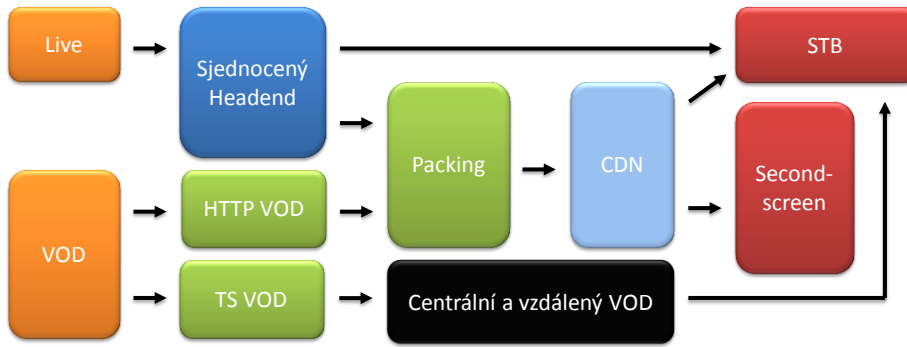 Live
Sjednocený
Headend
STB
Packing
CDN
Second-
screen
VOD
HTTP VOD
TS VOD
Centrální a vzdálený VOD